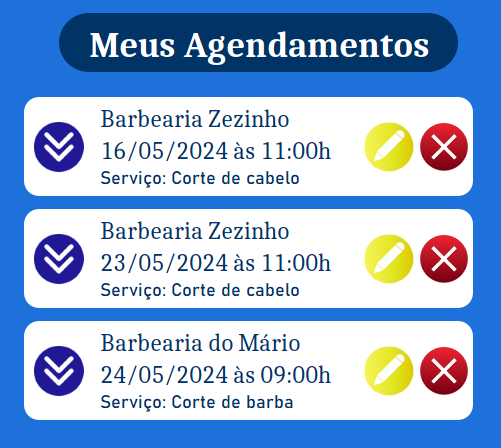 Meus Agendamentos
Barbearia Zezinho
16/05/2024 às 11:00h
Serviço: Corte de cabelo
Barbearia Zezinho
23/05/2024 às 11:00h
Serviço: Corte de cabelo
Barbearia do Mário
24/05/2024 às 09:00h
Serviço: Corte de barba